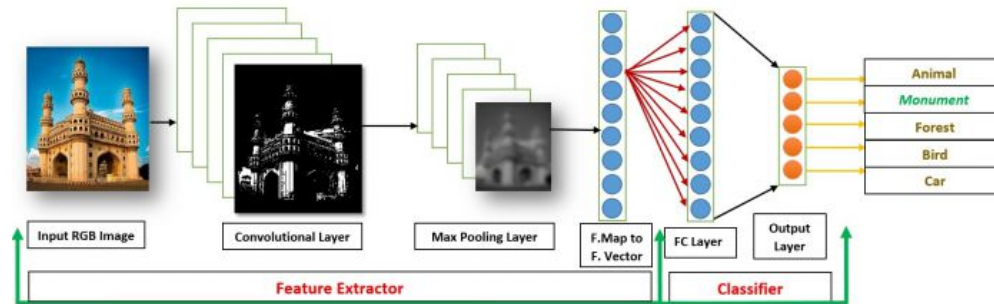 Animal
Monument
Forest
Bird
Car
Input RGB Image
Convolutional Layer
Max Pooling Layer
F.Map to
F. Vector
FC Layer
Output
Layer
Feature Extractor
Classifier